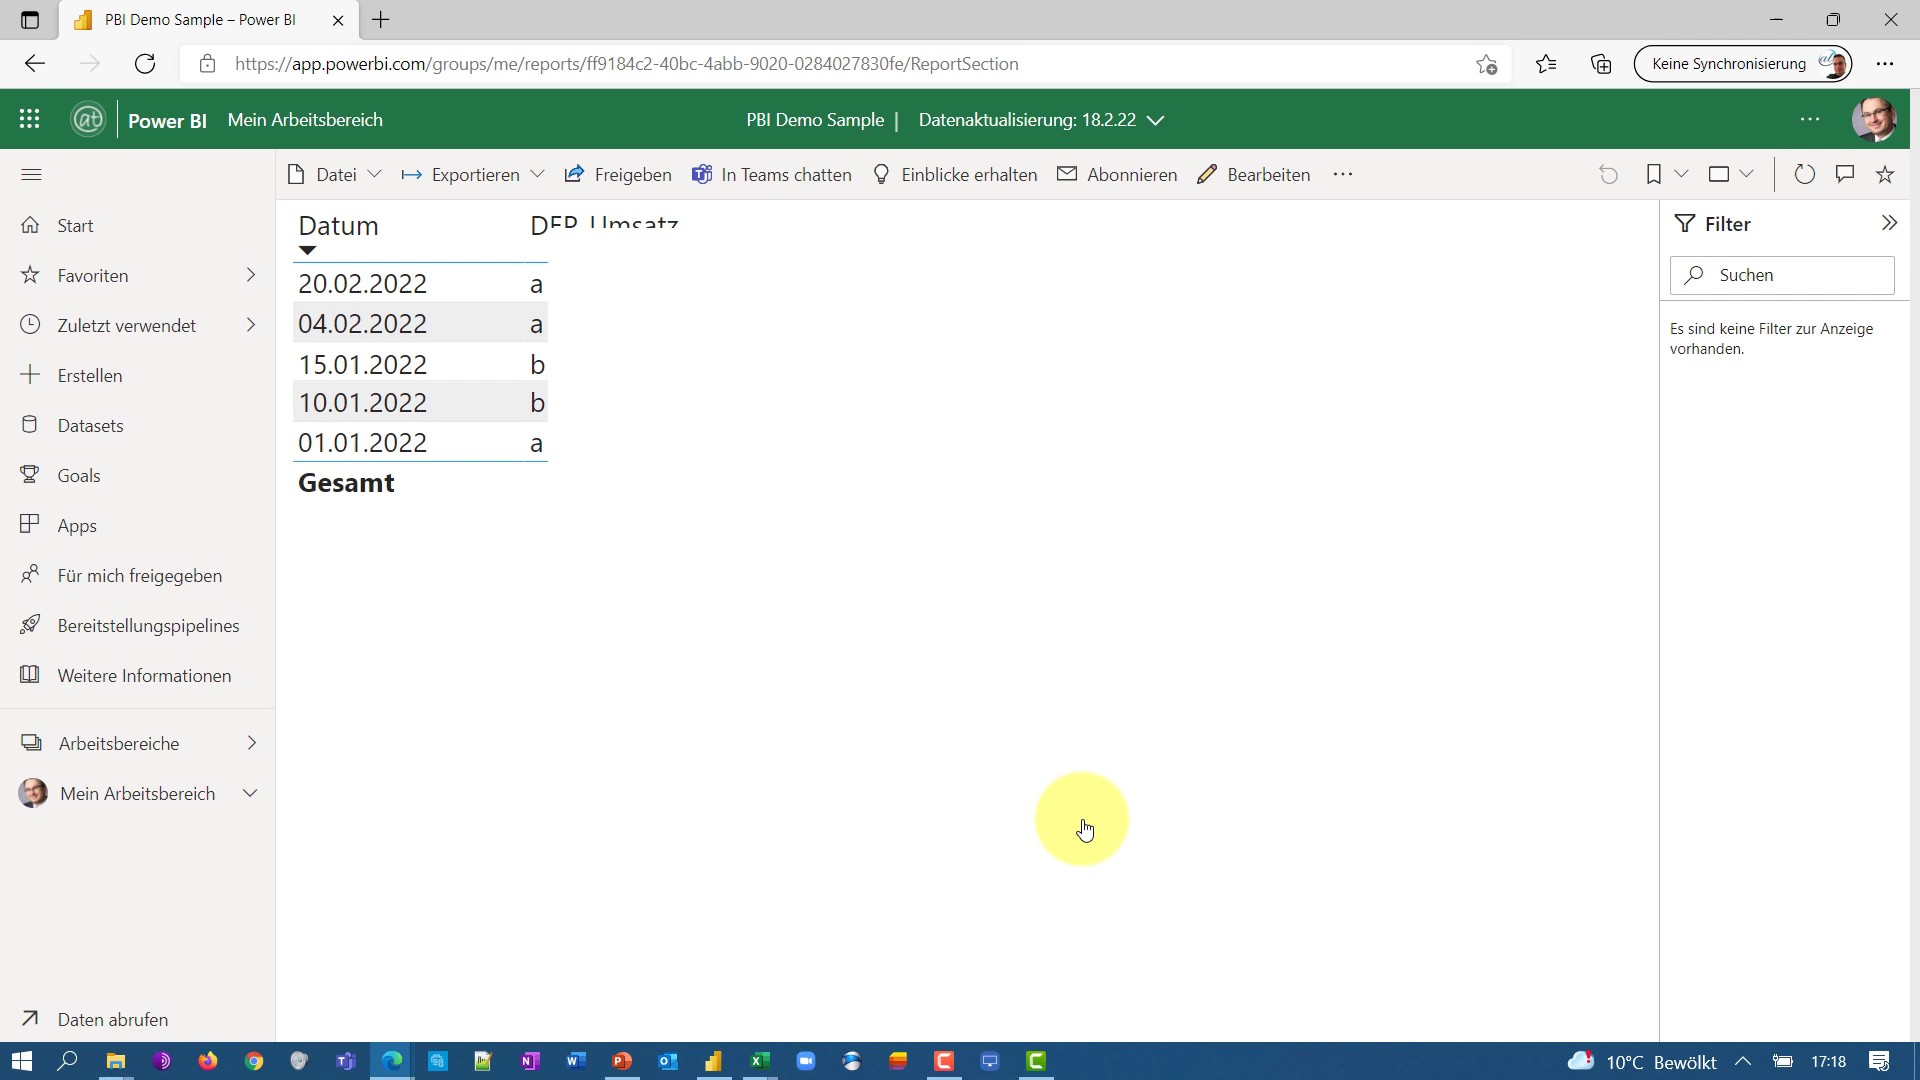 PBI Demo Sample – Power BI
https://app.powerbi.com/groups/me/reports/ff9184c2-40bc-4abb-9020-0284027830fe/ReportSection
Keine Synchronisierung
Power BI Mein Arbeitsbereich
PBI Demo Sample | Datenaktualisierung: 18.2.22
Datei Exportieren Freigeben In Teams chatten Einblicke erhalten Abonnieren Bearbeiten
Start
Favoriten
Zuletzt verwendet
Erstellen
Datasets
Goals
Apps
Für mich freigegeben
Bereitstellungspipelines
Weitere Informationen
Arbeitsbereiche
Mein Arbeitsbereich
Daten abrufen
Datum Umsatz
20.02.2022 a
04.02.2022 a
15.01.2022 b
10.01.2022 b
01.01.2022 a
Gesamt
Filter
Suchen
Es sind keine Filter zur Anzeige
vorhanden.
10°C Bewölkt 17:18